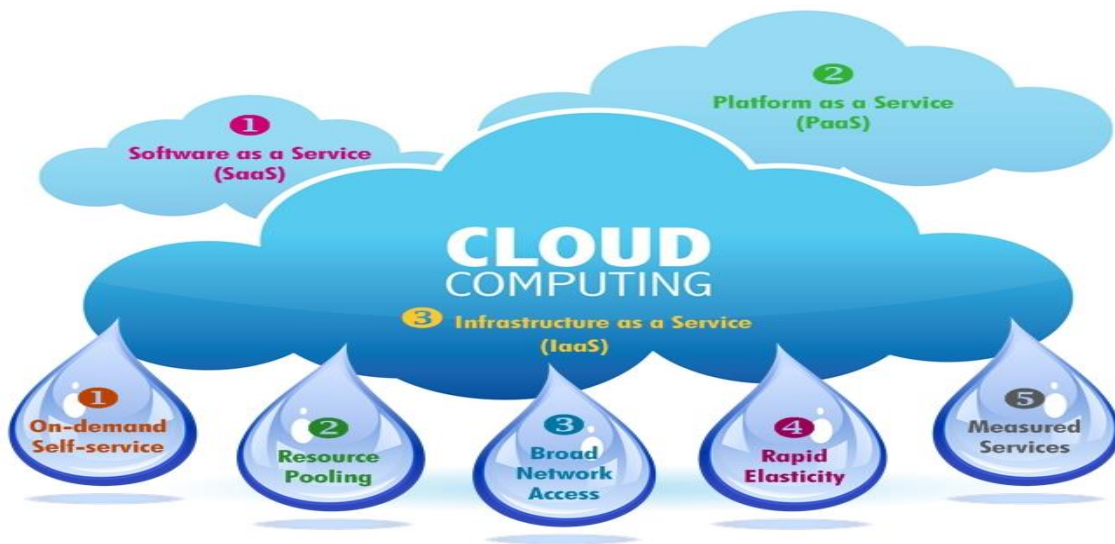 1
Software as a Service
(SaaS)
2
Platform as a Service
(PaaS)
CLOUD
COMPUTING
3 Infrastructure as a Service
(IaaS)
1
On-demand
Self-service
2
Resource
Pooling
3
Broad
Network
Access
4
Rapid
Elasticity
5
Measured
Services